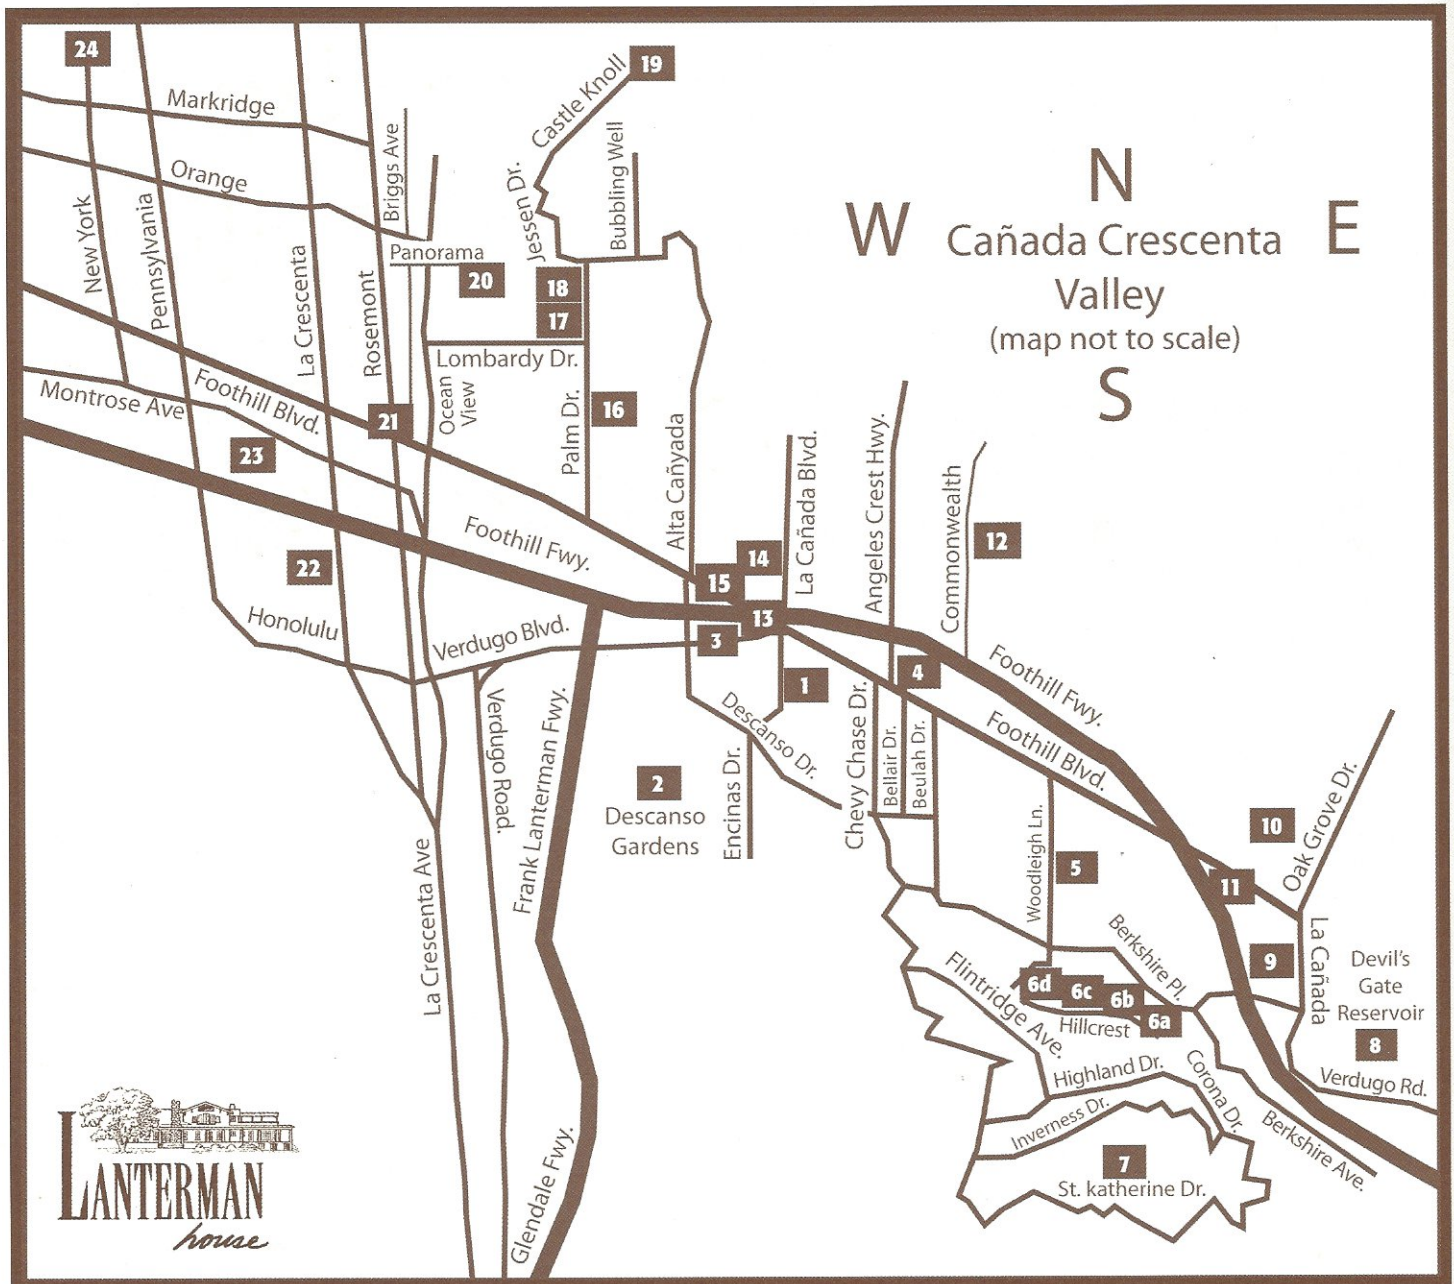 24
19
Markridge
Castle Knoll
Briggs Ave
Bubbling Well
Orange
Jessen Dr.
N
W
Cañada Crescenta
E
Valley
(map not to scale)
S
New York
Pennsylvania
La Crescenta
Rosemont
Panorama
20
18
17
Lombardy Dr.
Ocean
View
Palm Dr.
16
Foothill Blvd.
Montrose Ave
21
23
Alta Cañyada
La Cañada Blvd.
Angeles Crest Hwy.
Commonwealth
12
Foothill Fwy.
14
15
13
22
Honolulu
Verdugo Blvd.
3
1
4
Foothill Fwy.
Foothill Blvd.
Descanso Dr.
Chevy Chase Dr.
Bellair Dr.
Beulah Dr.
Verdugo Road.
Frank Lanterman Fwy.
2
Descanso
Gardens
Encinas Dr.
Woodleigh Ln.
5
10
Oak Grove Dr.
11
La Crescenta Ave
Berkshire Pl.
9
La Cañada
Devil's
Gate
Reservoir
8
Flintridge Ave.
6d
6c
6b
6a
Hillcrest
Highland Dr.
Corona Dr.
Verdugo Rd.
Inverness Dr.
Berkshire Ave.
7
St. katherine Dr.
Glendale Fwy.
LANTERMAN
house